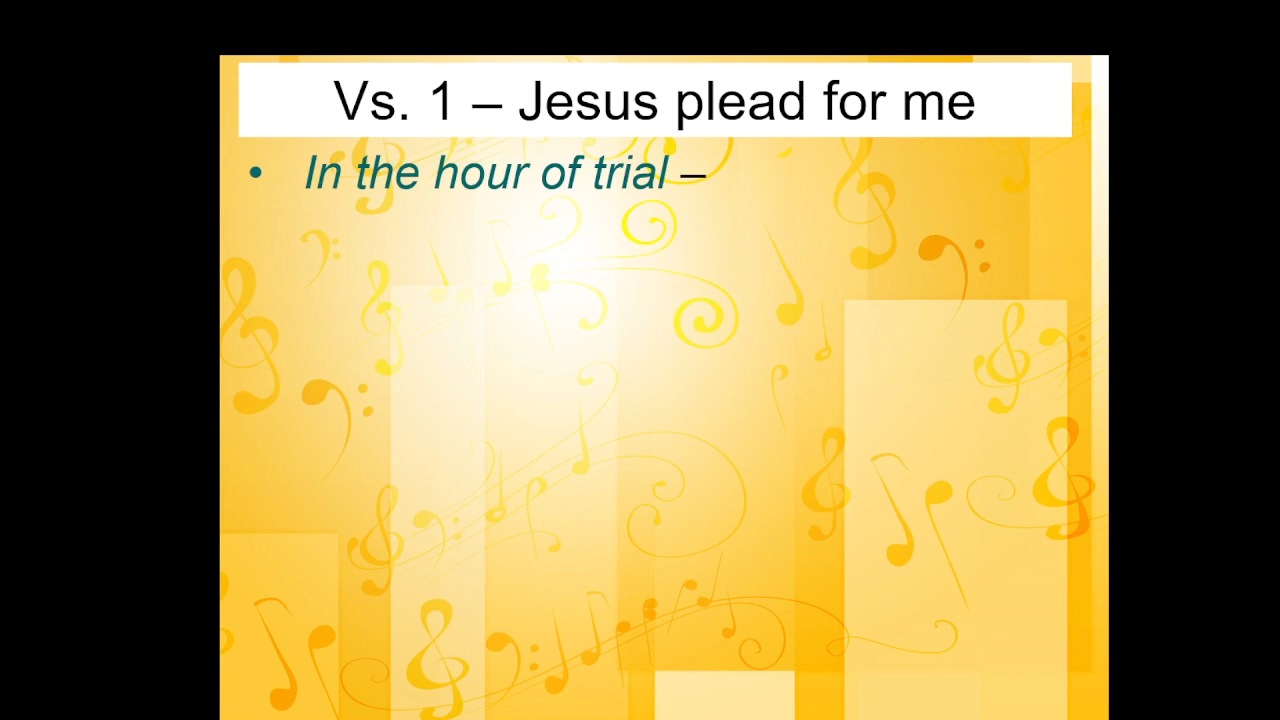 Vs. 1 – Jesus plead for me
• In the hour of trial –